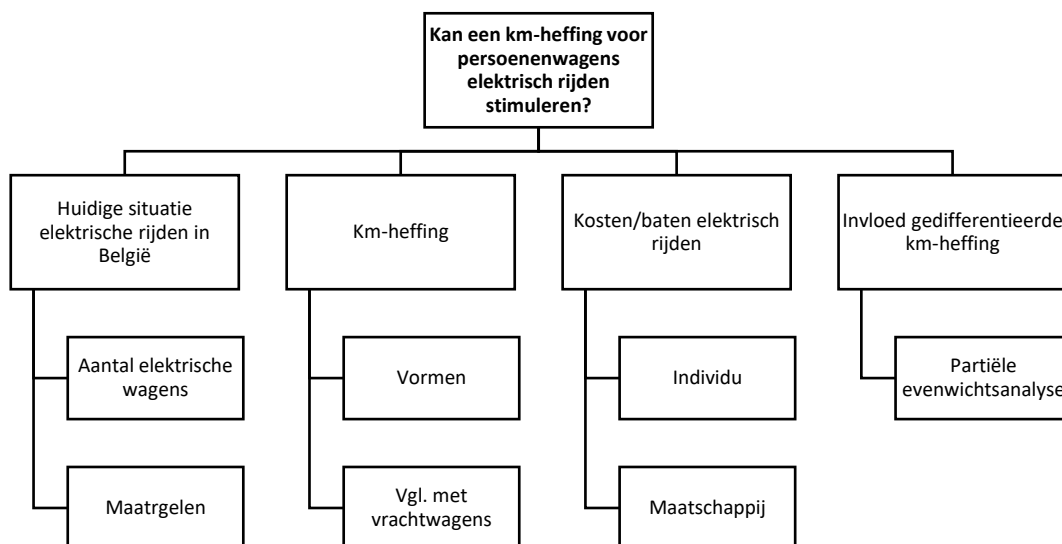 Kan een km-heffing voor
persoenenwagens
elektrisch rijden
stimuleren?
Huidige situatie
elektrische rijden in
België
Km-heffing
Kosten/baten elektrisch
rijden
Invloed gedifferentieerde
km-heffing
Aantal elektrische
wagens
Vormen
Individu
Partiële
evenwichtsanalyse
Maatrgelen
Vgl. met
vrachtwagens
Maatschappij